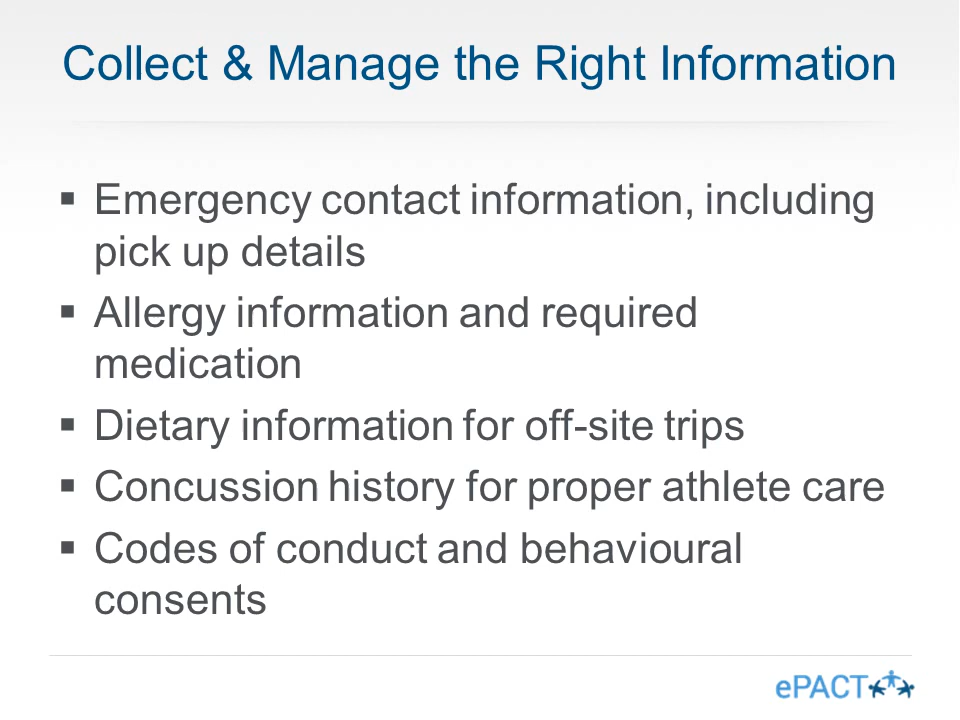 Collect & Manage the Right Information
▪ Emergency contact information, including
pick up details
▪ Allergy information and required
medication
▪ Dietary information for off-site trips
▪ Concussion history for proper athlete care
▪ Codes of conduct and behavioural
consents
ePACT